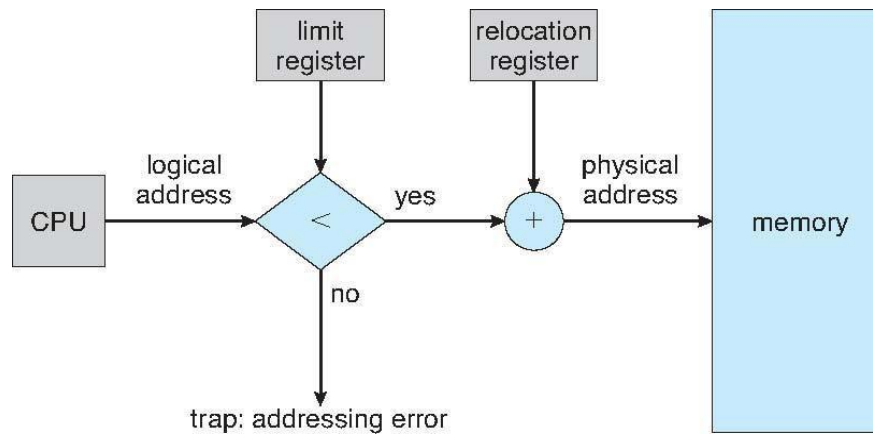 limit
register
relocation
register
logical
address
physical
address
CPU
<
yes
+
memory
no
trap: addressing error